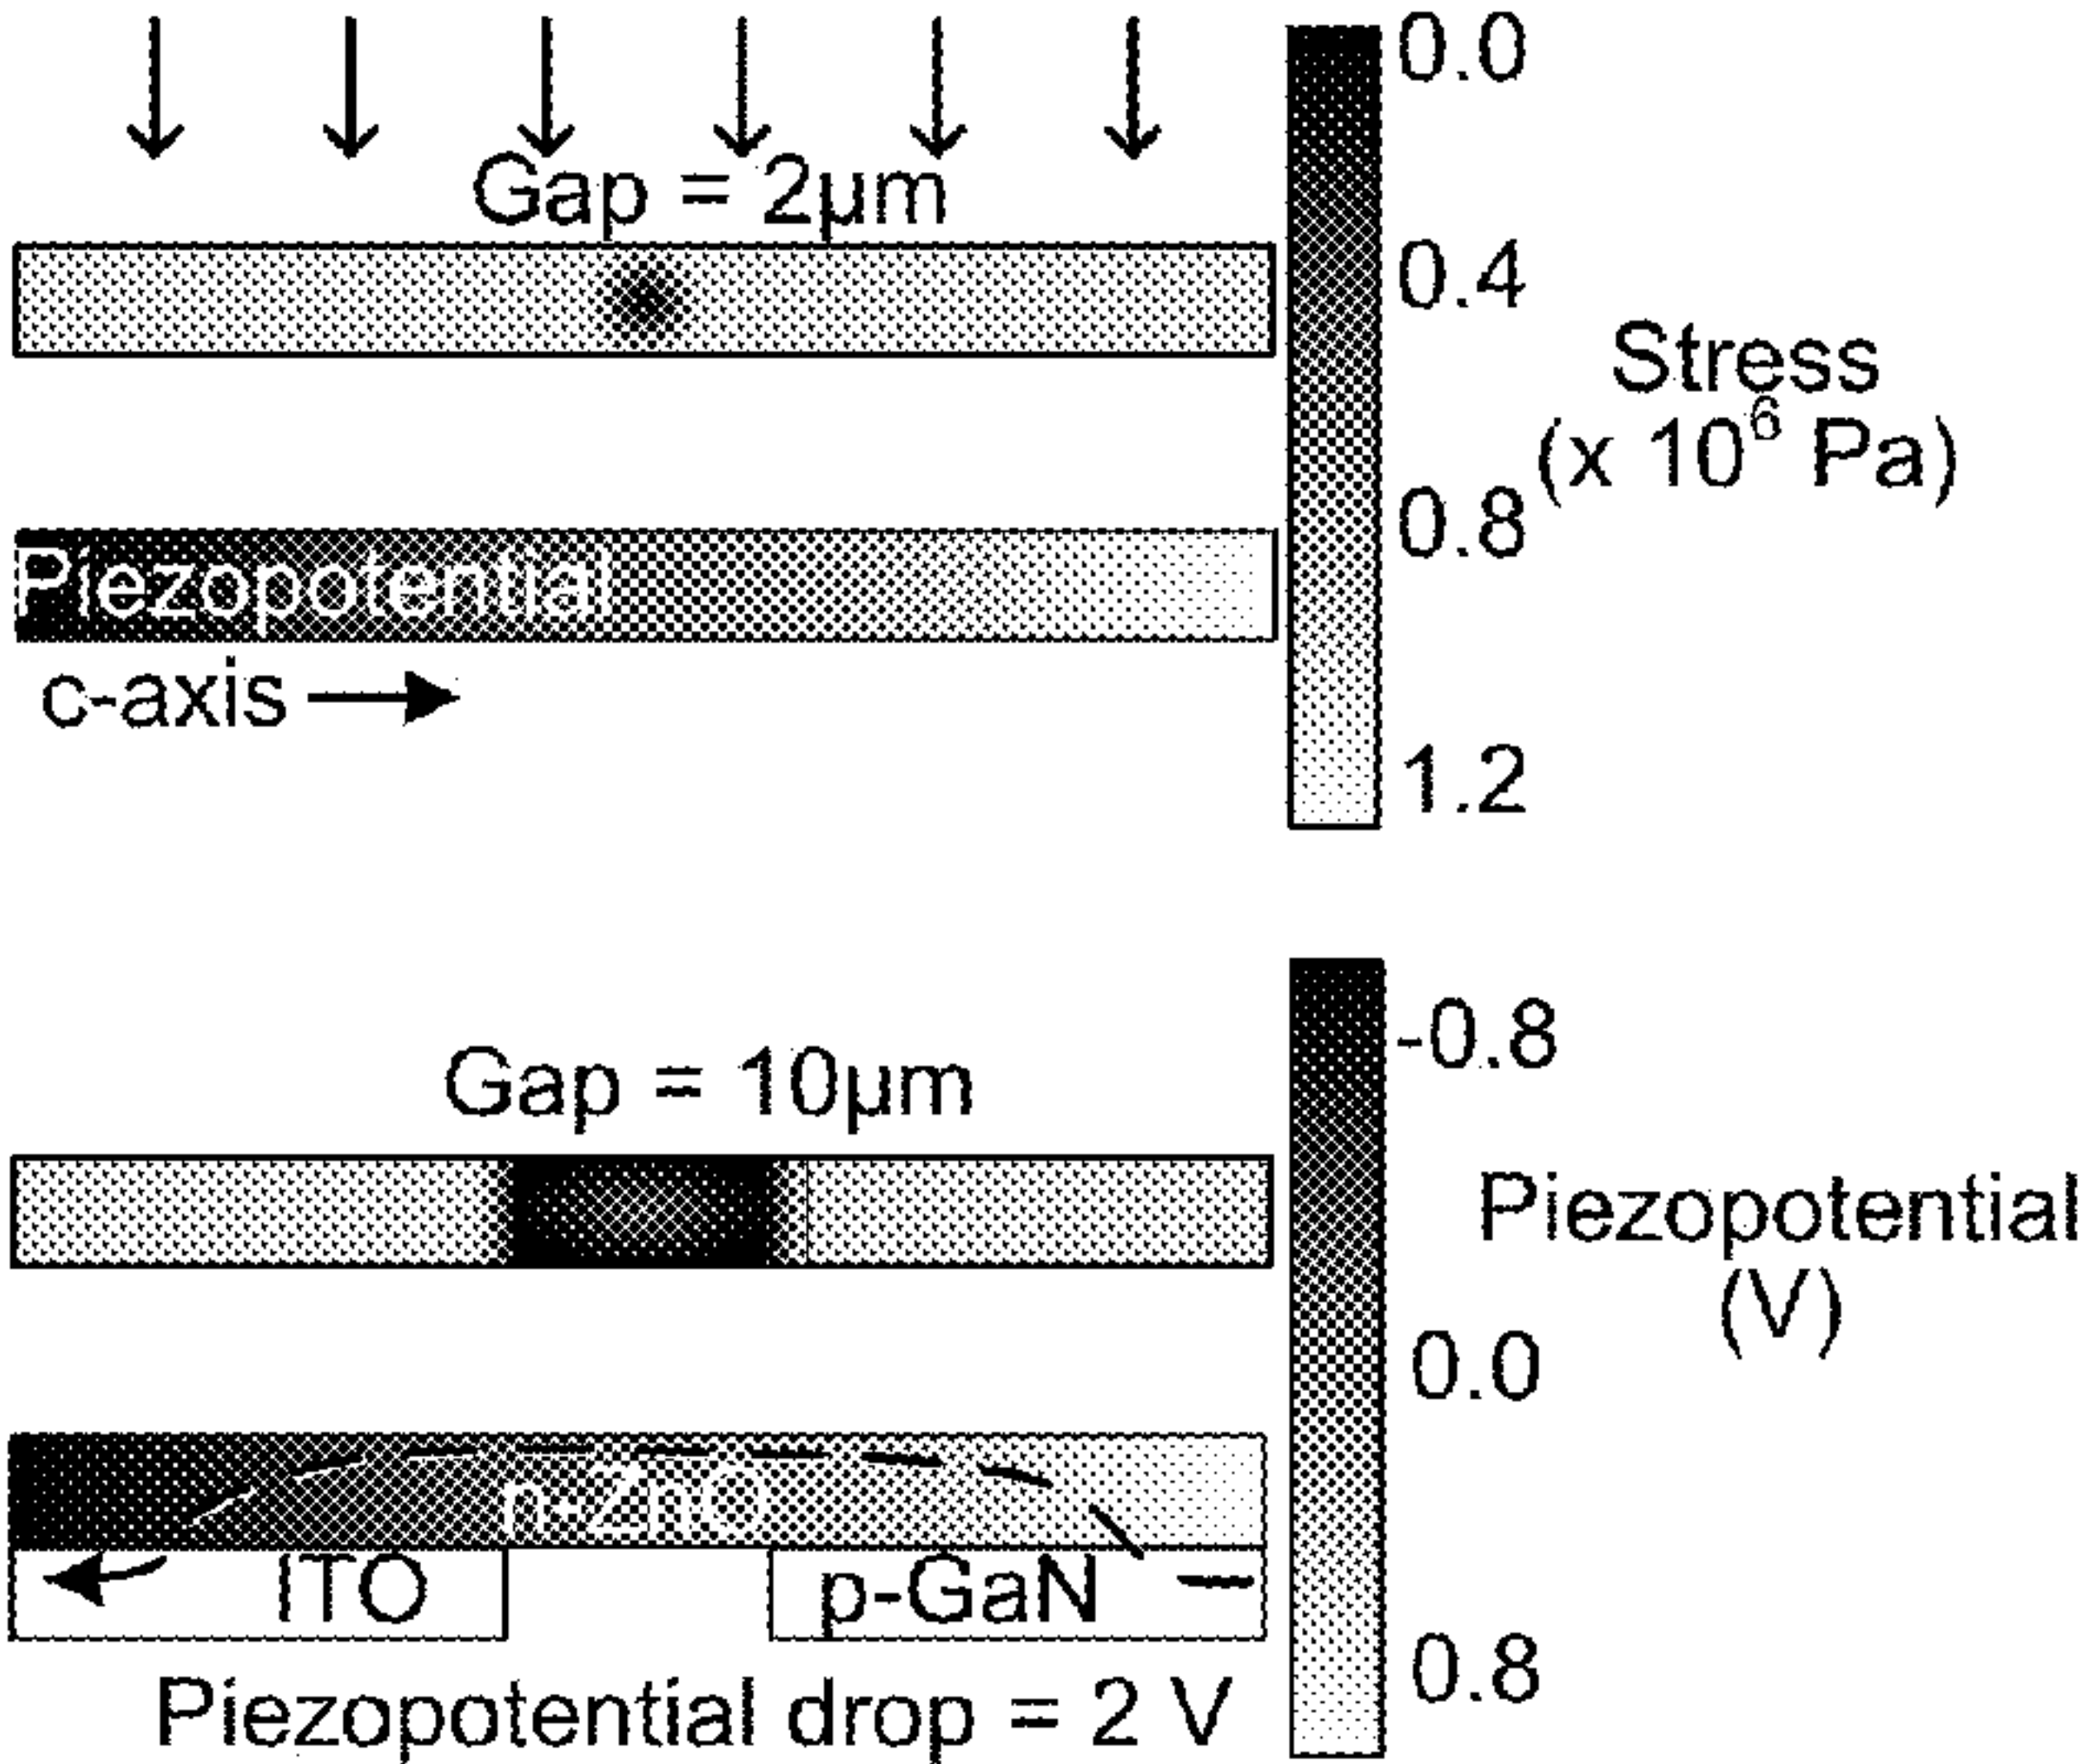 Gap = 2µm
Piezopotential
c-axis
0.0
0.4
0.8
1.2
Stress
(x 10⁶ Pa)
Gap = 10µm
n-ZnO
ITO
p-GaN
Piezopotential drop = 2 V
-0.8
0.0
0.8
Piezopotential
(V)